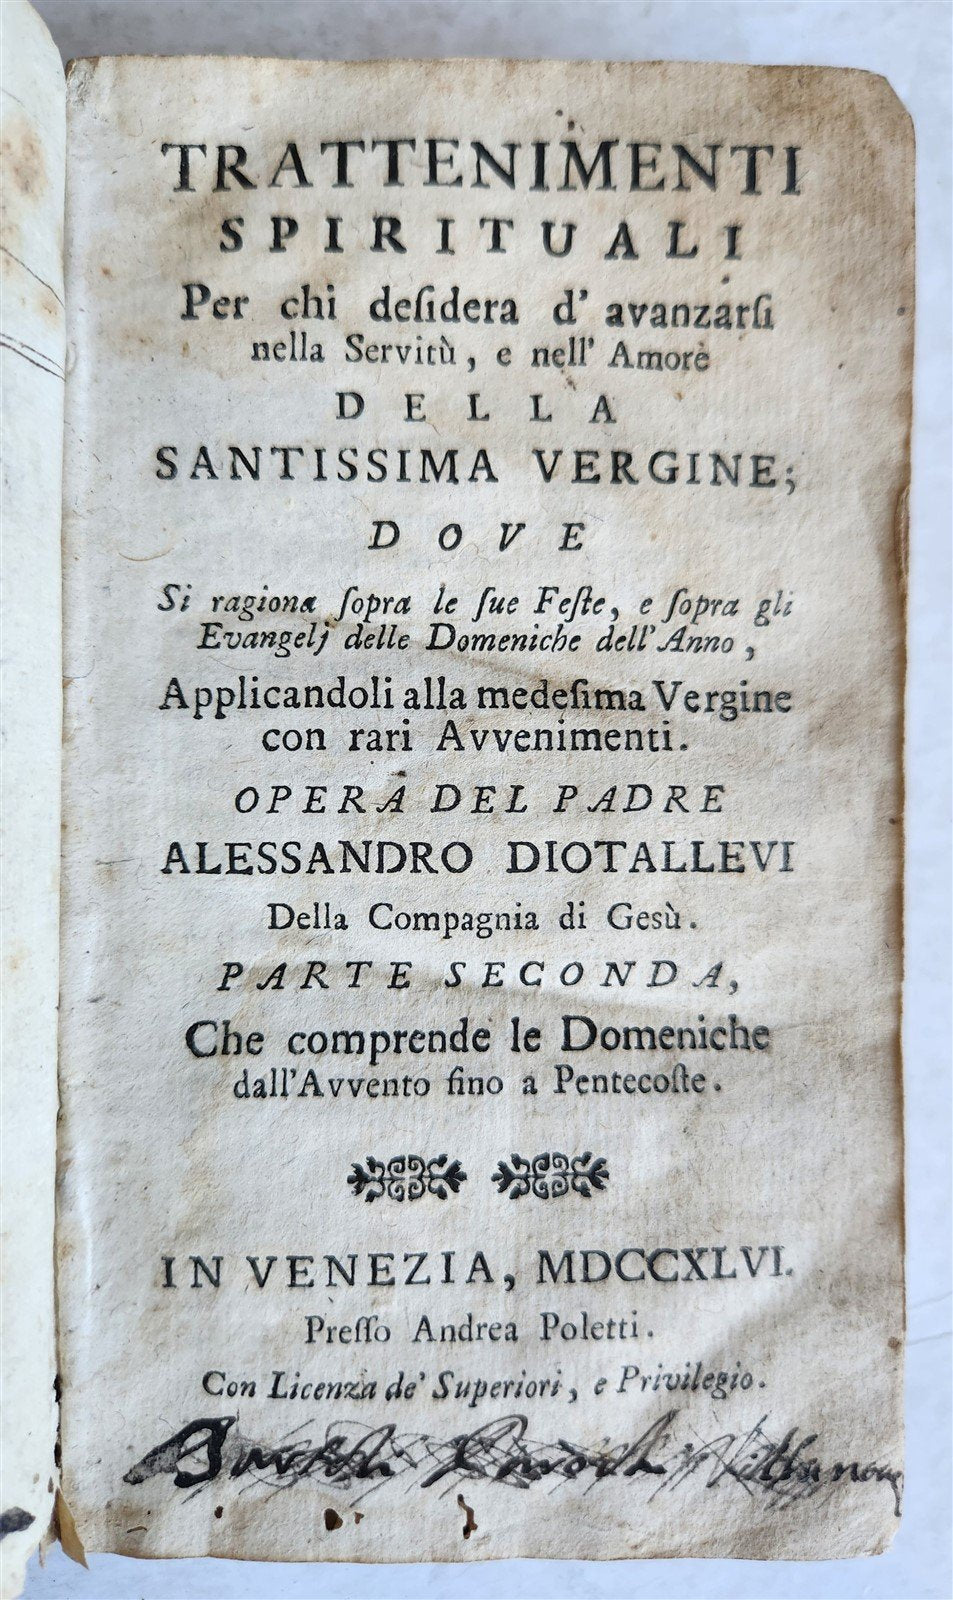 TRATTENIMENTI
SPIRITUALI
Per chi deſidera d' avanzarſi
nella Servitù, e nell' Amore
DELLA
SANTISSIMA VERGINE;
DOVE
Si ragiona ſopra le ſue Feſte, e ſopra gli
Evangelj delle Domeniche dell' Anno,
Applicandoli alla medeſima Vergine
con rari Avvenimenti.
OPERA DEL PADRE
ALESSANDRO DIOTALLEVI
Della Compagnia di Gesù.
PARTE SECONDA,
Che comprende le Domeniche
dall'Avvento fino a Pentecoſte.
IN VENEZIA, MDCCXLVI.
Preſſo Andrea Poletti.
Con Licenza de' Superiori, e Privilegio.